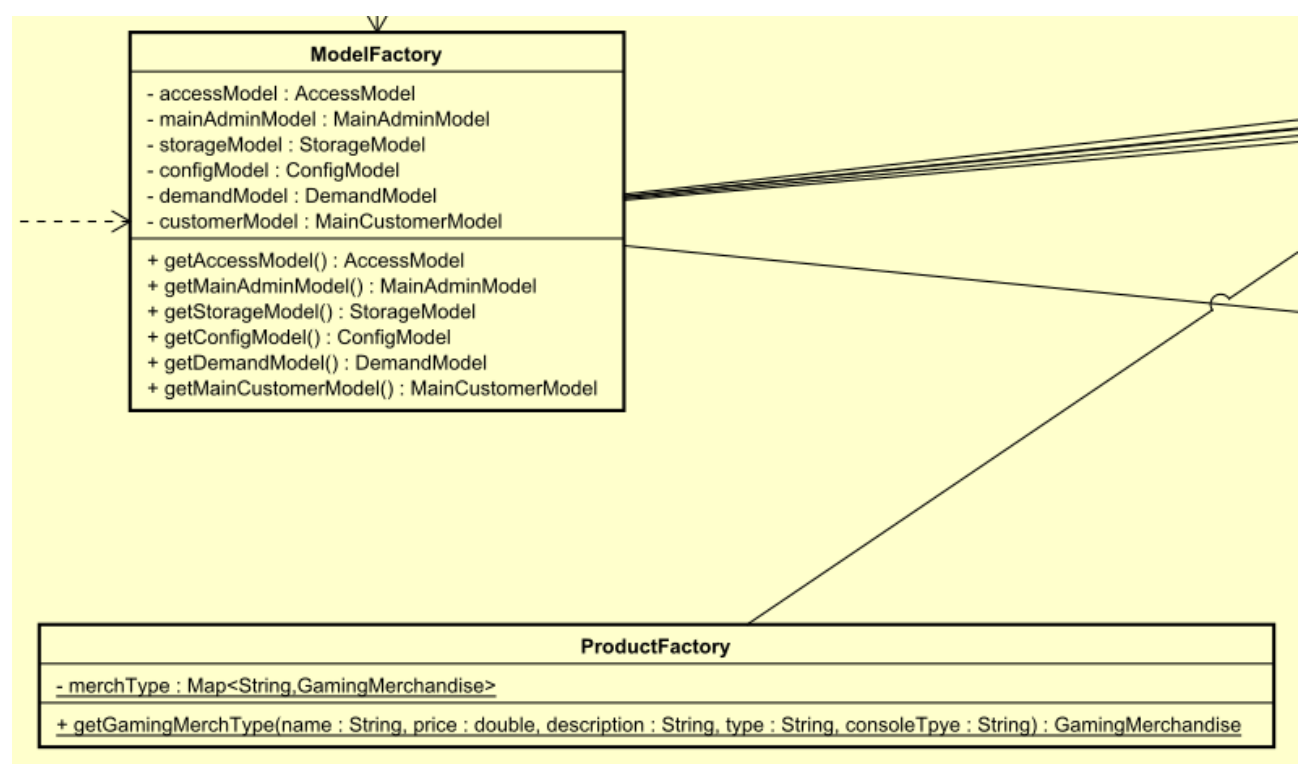 ModelFactory
- accessModel : AccessModel
- mainAdminModel : MainAdminModel
- storageModel : StorageModel
- configModel : ConfigModel
- demandModel : DemandModel
- customerModel : MainCustomerModel
+ getAccessModel() : AccessModel
+ getMainAdminModel() : MainAdminModel
+ getStorageModel() : StorageModel
+ getConfigModel() : ConfigModel
+ getDemandModel() : DemandModel
+ getMainCustomerModel() : MainCustomerModel
ProductFactory
- merchType : Map<String,GamingMerchandise>
+ getGamingMerchType(name : String, price : double, description : String, type : String, consoleTpye : String) : GamingMerchandise